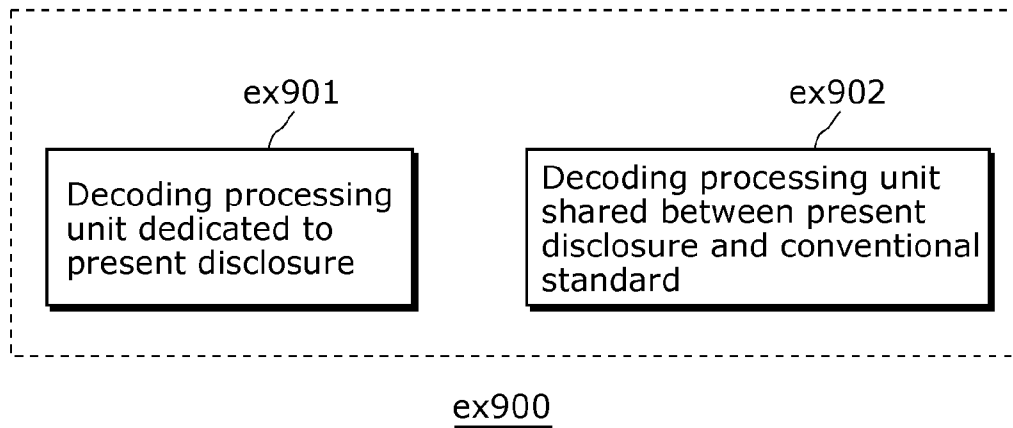 ex901
Decoding processing
unit dedicated to
present disclosure
ex902
Decoding processing unit
shared between present
disclosure and conventional
standard
ex900